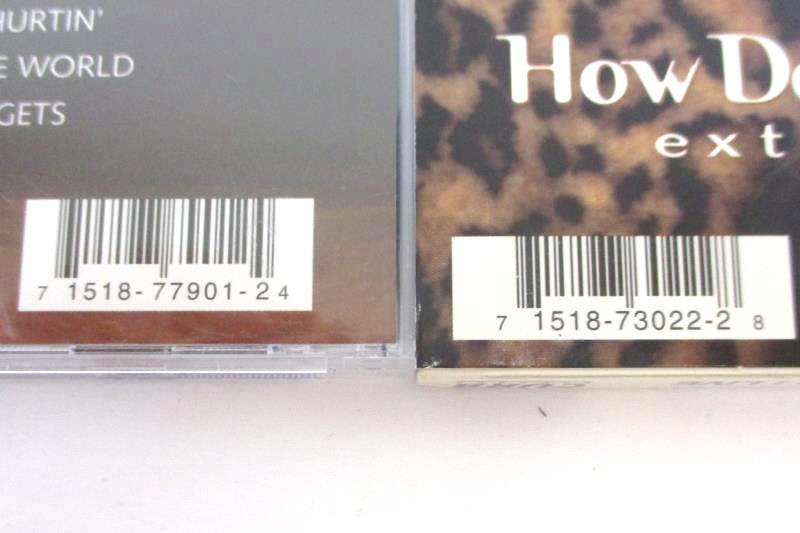 HURTIN'
E WORLD
GETS
7 1518-77901-2 4
How Do
ext
7 1518-73022-2 8